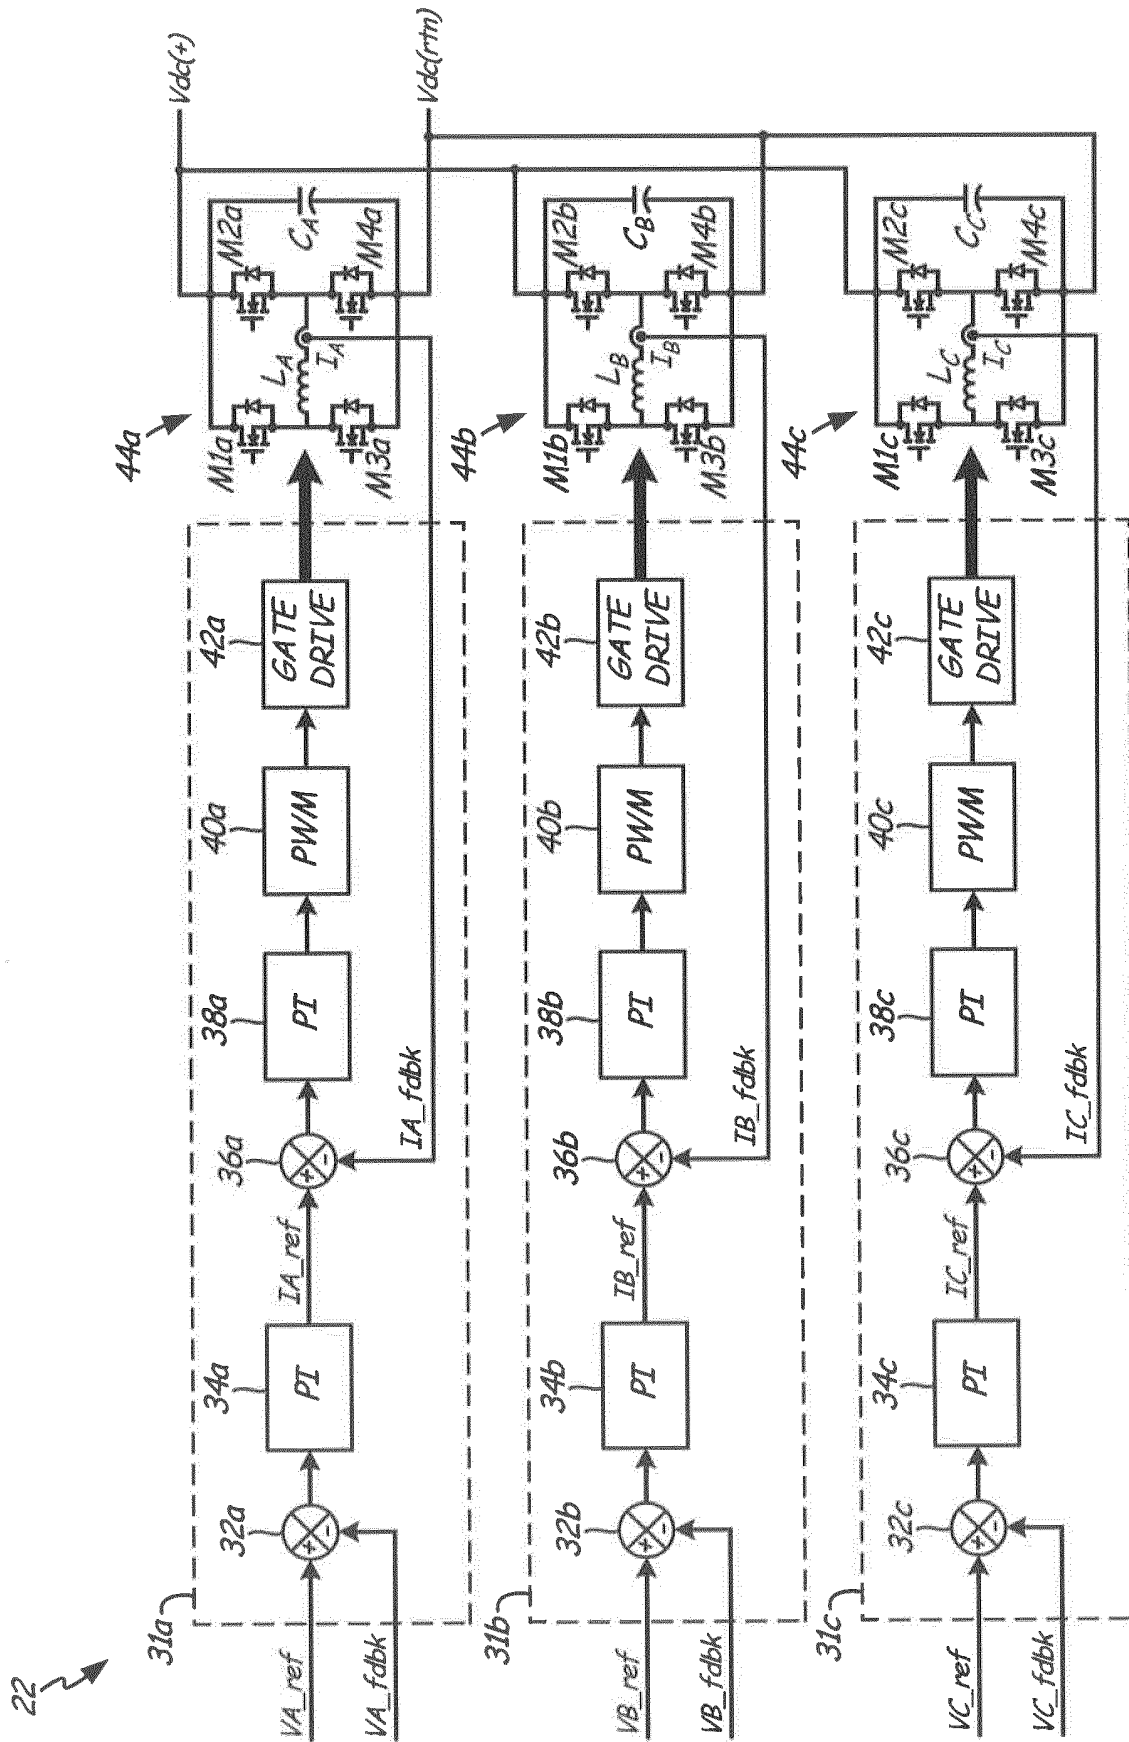 22
31a
VA_ref
VA_fdbk
32a
+
-
34a
PI
IA_ref
36a
+
-
IA_fdbk
38a
PI
40a
PWM
42a
GATE
DRIVE
44a
M1a
M2a
M3a
M4a
LA
IA
CA
Vdc(+)
Vdc(rtn)
31b
VB_ref
VB_fdbk
32b
+
-
34b
PI
IB_ref
36b
+
-
IB_fdbk
38b
PI
40b
PWM
42b
GATE
DRIVE
44b
M1b
M2b
M3b
M4b
LB
IB
CB
31c
VC_ref
VC_fdbk
32c
+
-
34c
PI
IC_ref
36c
+
-
IC_fdbk
38c
PI
40c
PWM
42c
GATE
DRIVE
44c
M1c
M2c
M3c
M4c
LC
IC
CC